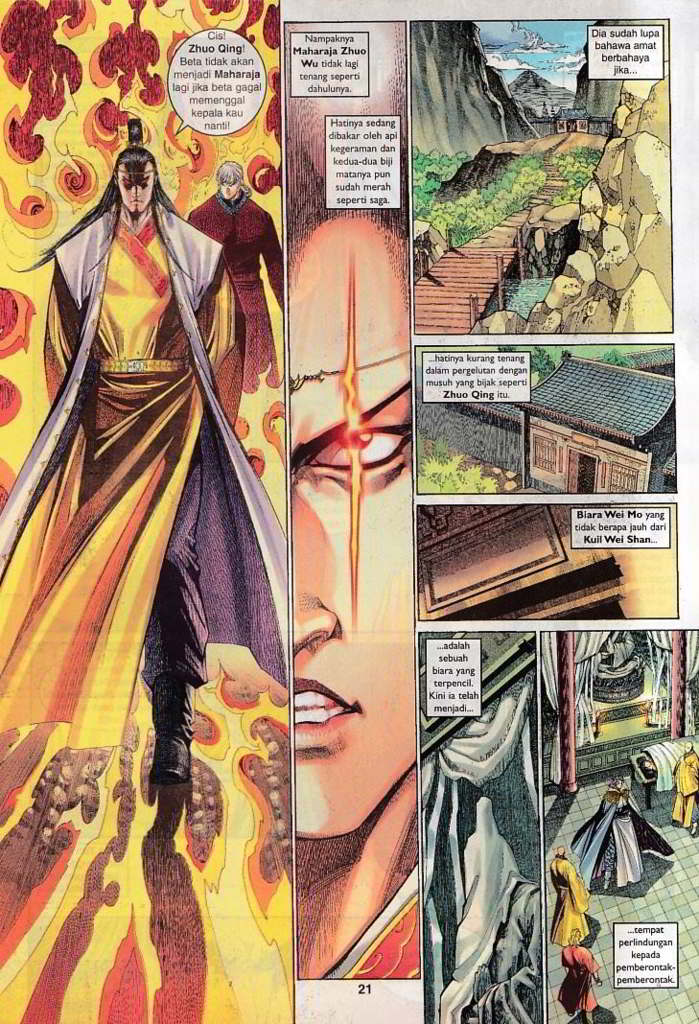 Cis!
Zhuo Qing!
Beta tidak akan
menjadi Maharaja
lagi jika beta gagal
memenggal
kepala kau
nanti!
Nampaknya
Maharaja Zhuo
Wu tidak lagi
tenang seperti
dahulunya.
Hatinya sedang
dibakar oleh api
kegeraman dan
kedua-dua biji
matanya pun
sudah merah
seperti saga.
Dia sudah lupa
bahawa amat
berbahaya
jika...
...hatinya kurang tenang
dalam pergelutan dengan
musuh yang bijak seperti
Zhuo Qing itu.
Biara Wei Mo yang
tidak berapa jauh dari
Kuil Wei Shan...
...adalah
sebuah
biara yang
terpencil.
Kini ia telah
menjadi...
...tempat
perlindungan
kepada
pemberontak-
pemberontak.
21